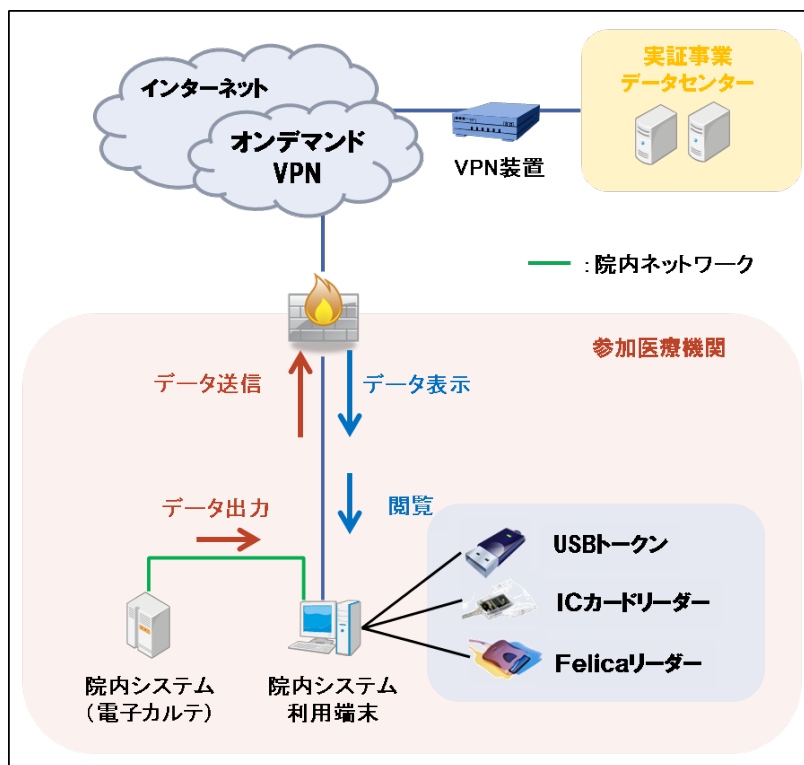 実証事業
データセンター
インターネット
オンデマンド
VPN
VPN装置
：院内ネットワーク
参加医療機関
データ送信
データ表示
データ出力
閲覧
USBトークン
ICカードリーダー
Felicaリーダー
院内システム
（電子カルテ）
院内システム
利用端末